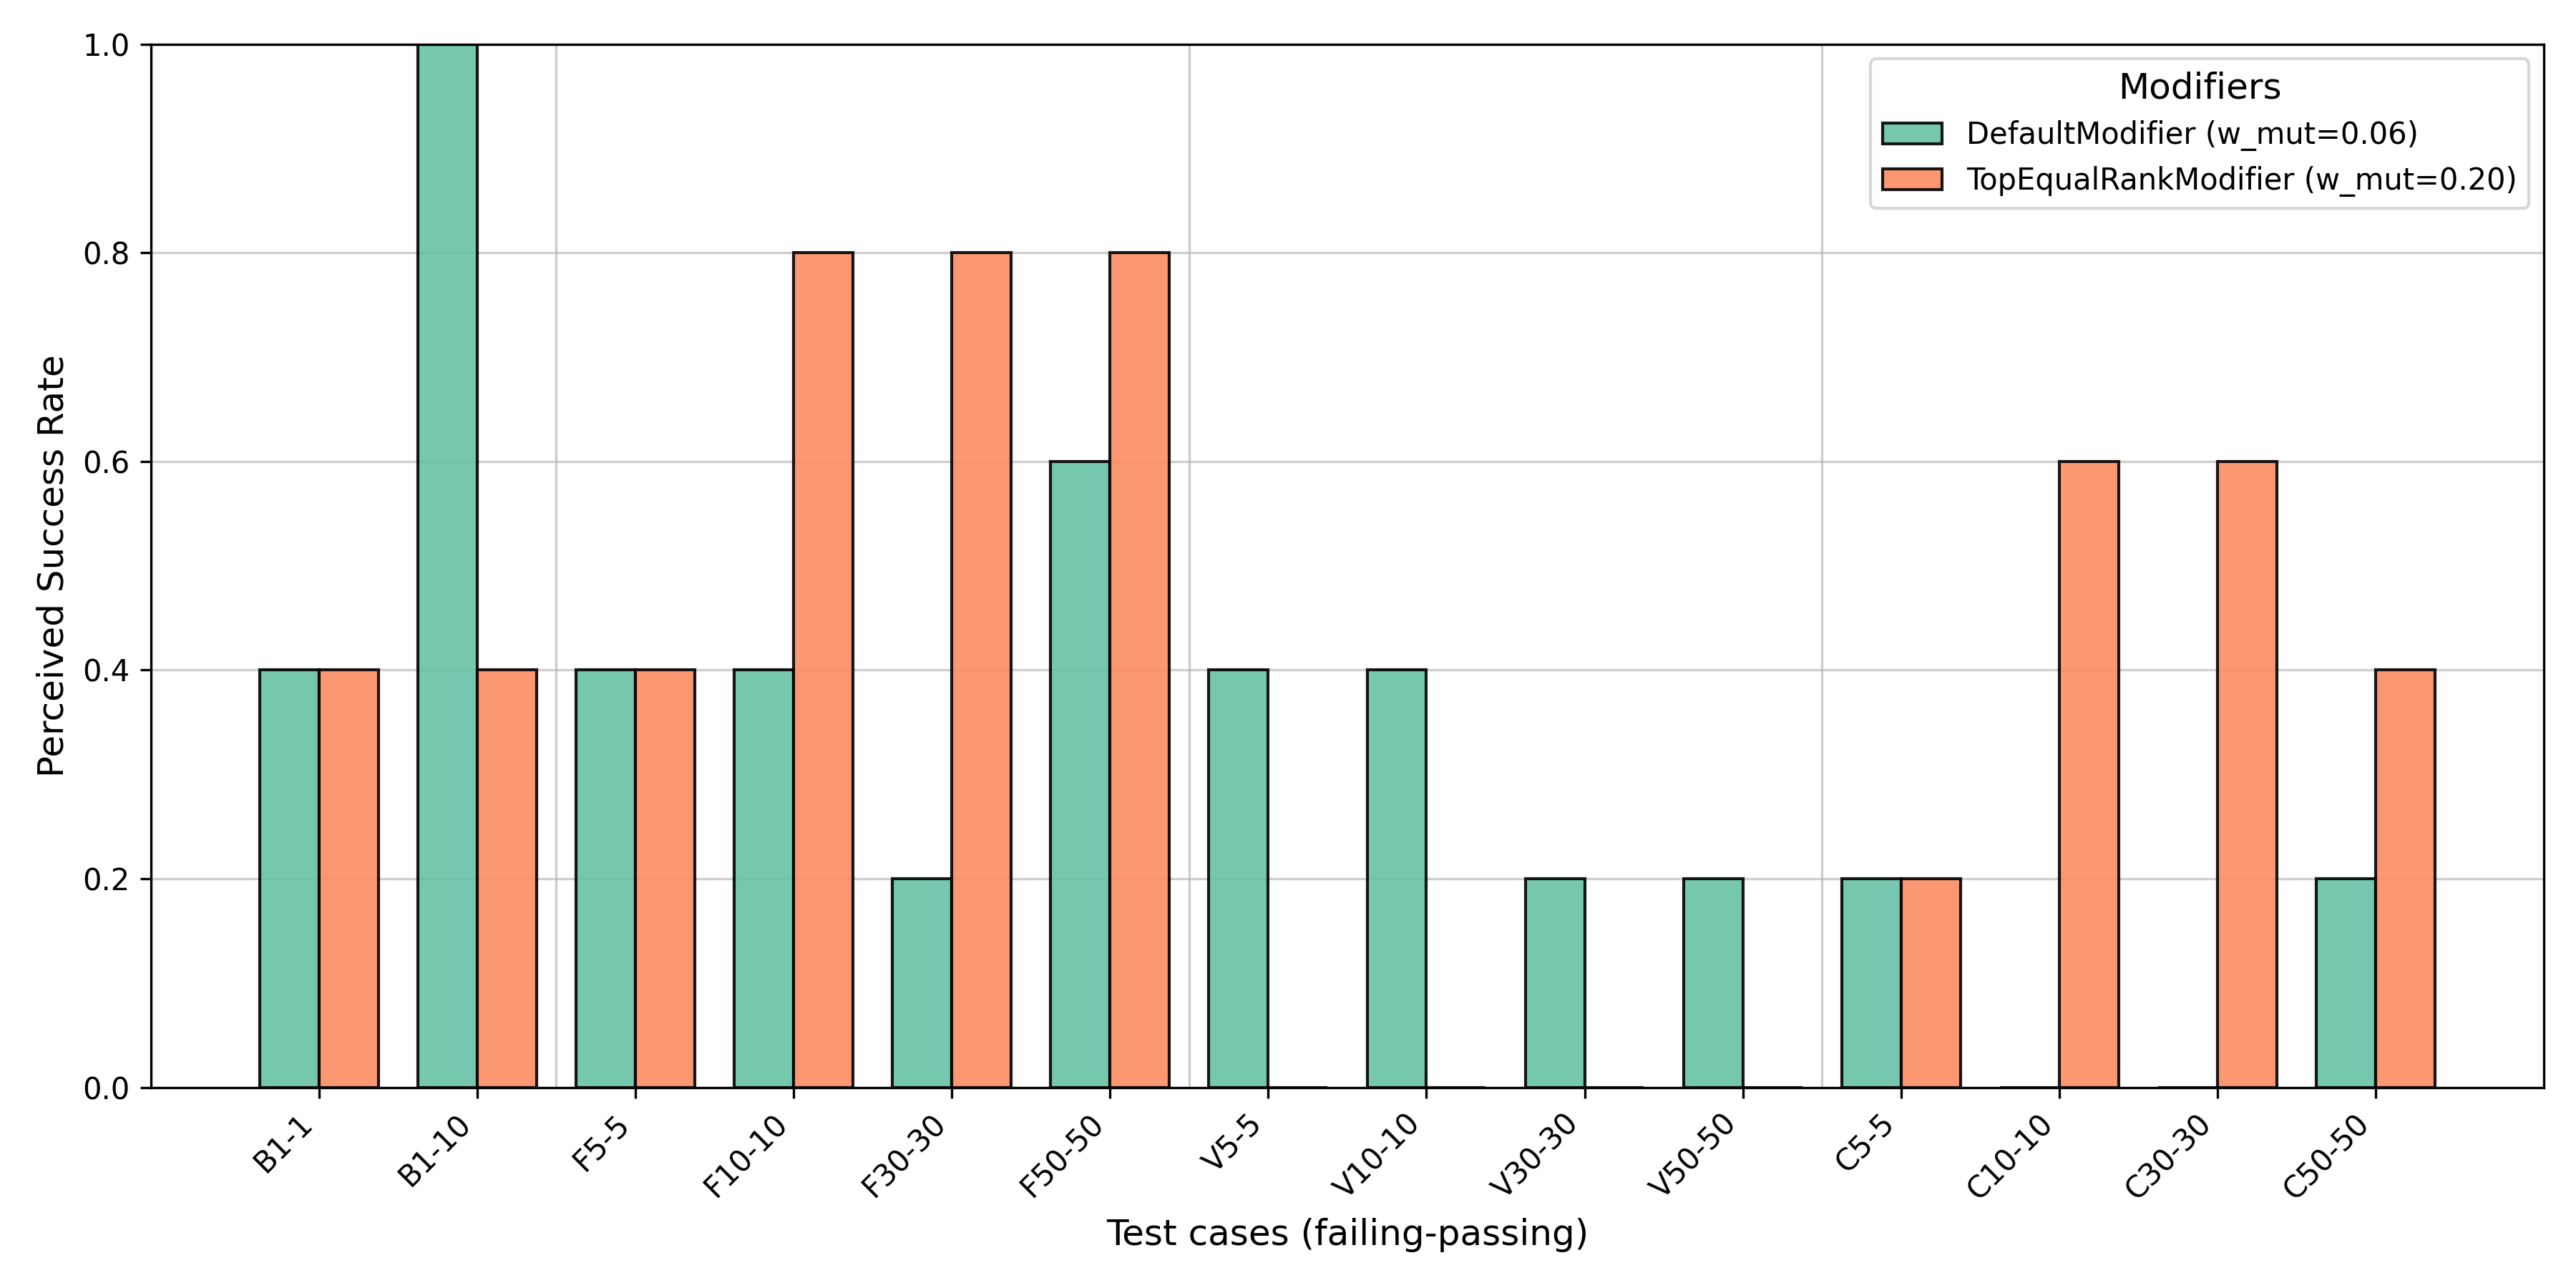 Modifiers
DefaultModifier (w_mut=0.06)
TopEqualRankModifier (w_mut=0.20)
Perceived Success Rate
1.0
0.8
0.6
0.4
0.2
0.0
B1-1
B1-10
F5-5
F10-10
F30-30
F50-50
V5-5
V10-10
V30-30
V50-50
C5-5
C10-10
C30-30
C50-50
Test cases (failing-passing)